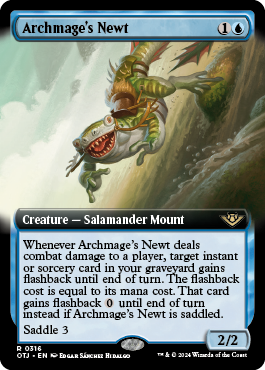 Archmage's Newt 1
Creature — Salamander Mount
Whenever Archmage's Newt deals
combat damage to a player, target instant
or sorcery card in your graveyard gains
flashback until end of turn. The flashback
cost is equal to its mana cost. That card
gains flashback 0 until end of turn
instead if Archmage's Newt is saddled.
Saddle 3
2/2
R 0316
OTJ • EN Edgar Sánchez Hidalgo
™ & © 2024 Wizards of the Coast